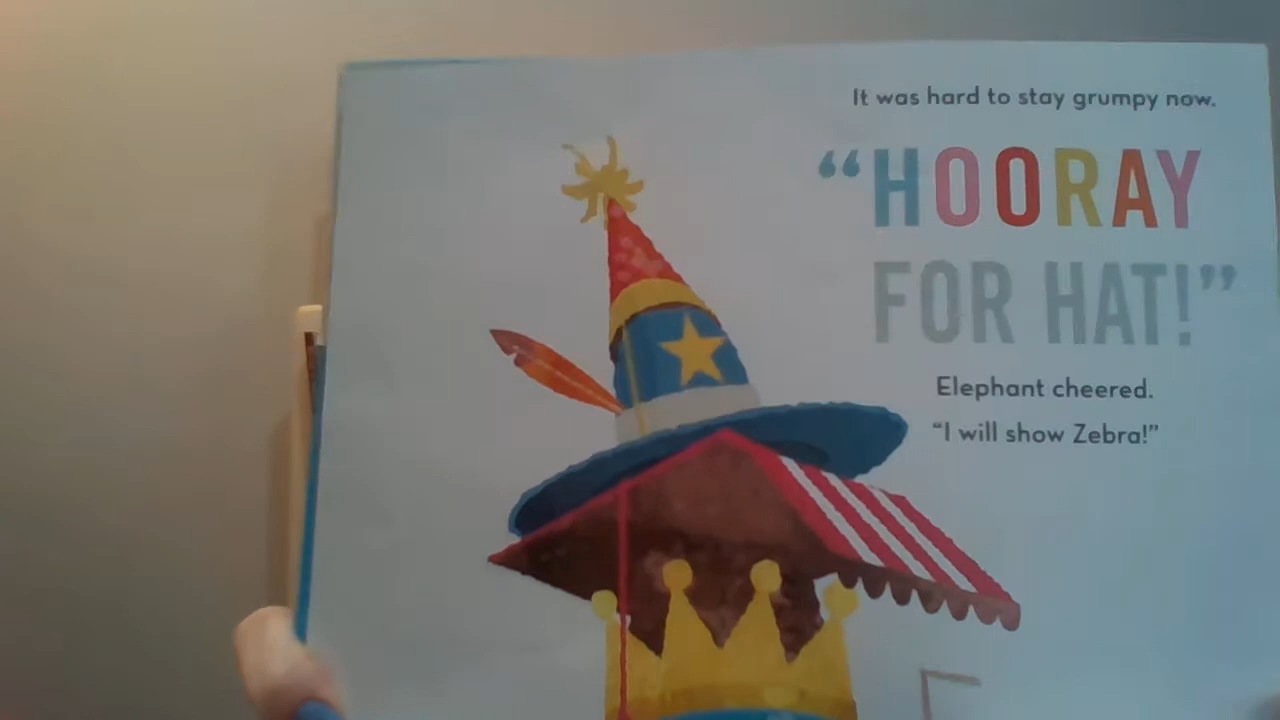 It was hard to stay grumpy now.
“HOORAY
FOR HAT!”
Elephant cheered.
“I will show Zebra!”